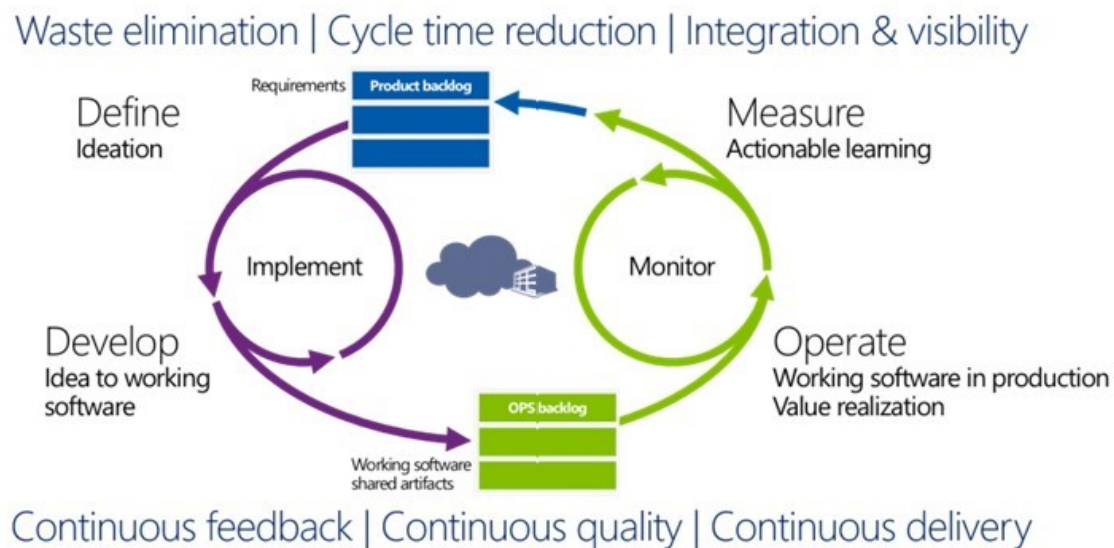 Waste elimination | Cycle time reduction | Integration & visibility
Requirements
Product backlog
Define
Ideation
Measure
Actionable learning
Implement
Monitor
Develop
Idea to working
software
Operate
Working software in production
Value realization
OPS backlog
Working software
shared artifacts
Continuous feedback | Continuous quality | Continuous delivery